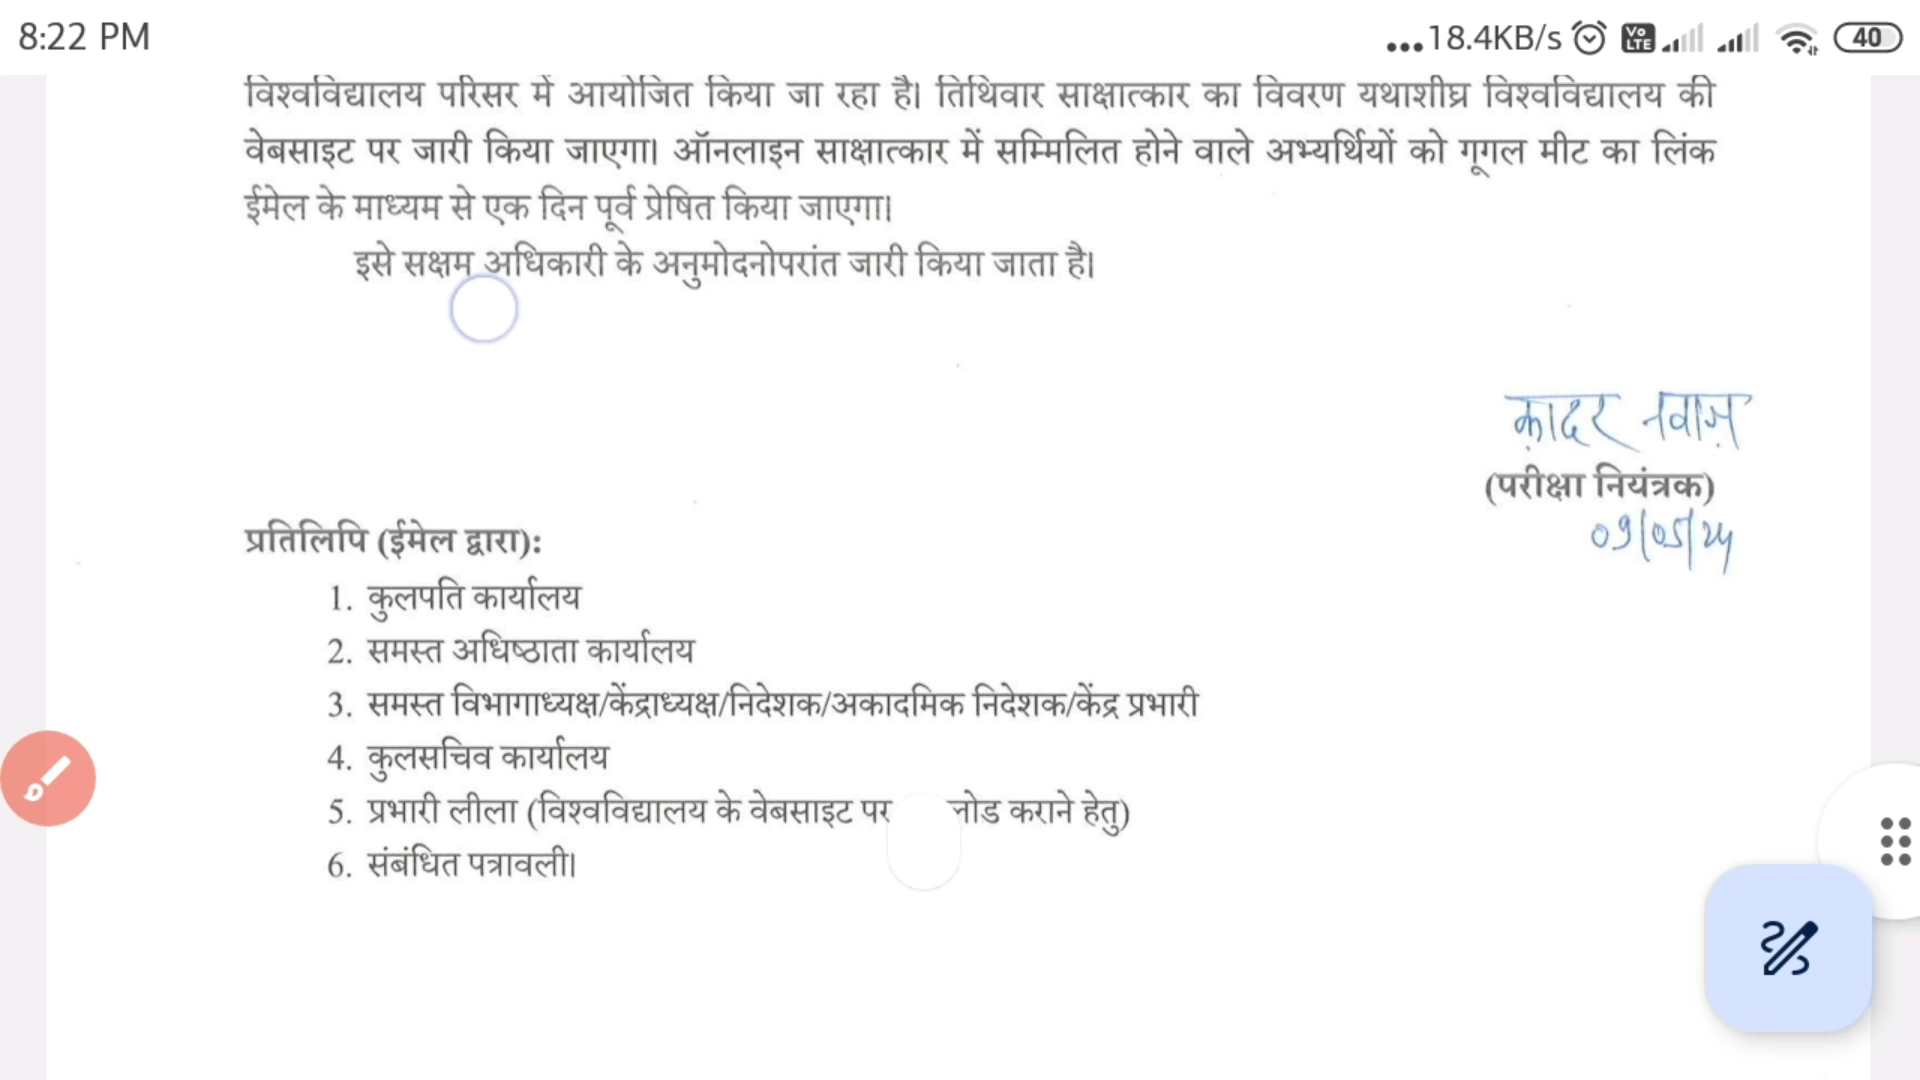 8:22 PM
...18.4KB/s
Vo LTE
40
विश्वविद्यालय परिसर में आयोजित किया जा रहा है। तिथिवार साक्षात्कार का विवरण यथाशीघ्र विश्वविद्यालय की
वेबसाइट पर जारी किया जाएगा। ऑनलाइन साक्षात्कार में सम्मिलित होने वाले अभ्यर्थियों को गूगल मीट का लिंक
ईमेल के माध्यम से एक दिन पूर्व प्रेषित किया जाएगा।
इसे सक्षम अधिकारी के अनुमोदनोपरांत जारी किया जाता है।
क़ादर नवाज़
(परीक्षा नियंत्रक)
09/05/24
प्रतिलिपि (ईमेल द्वारा):
1. कुलपति कार्यालय
2. समस्त अधिष्ठाता कार्यालय
3. समस्त विभागाध्यक्ष/केंद्राध्यक्ष/निदेशक/अकादमिक निदेशक/केंद्र प्रभारी
4. कुलसचिव कार्यालय
5. प्रभारी लीला (विश्वविद्यालय के वेबसाइट पर कराने हेतु)
6. संबंधित पत्रावली।